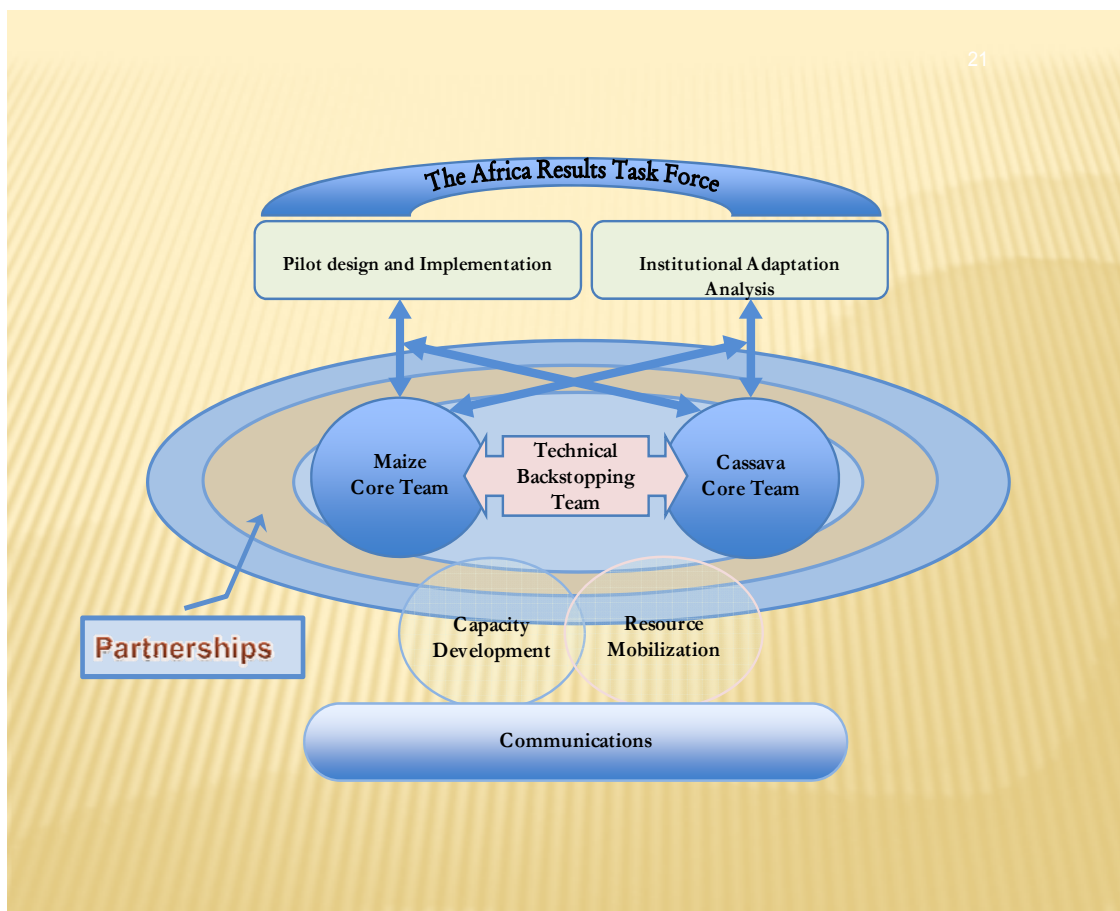 21
The Africa Results Task Force
Pilot design and Implementation
Institutional Adaptation
Analysis
Maize
Core Team
Technical
Backstopping
Team
Cassava
Core Team
Partnerships
Capacity
Development
Resource
Mobilization
Communications